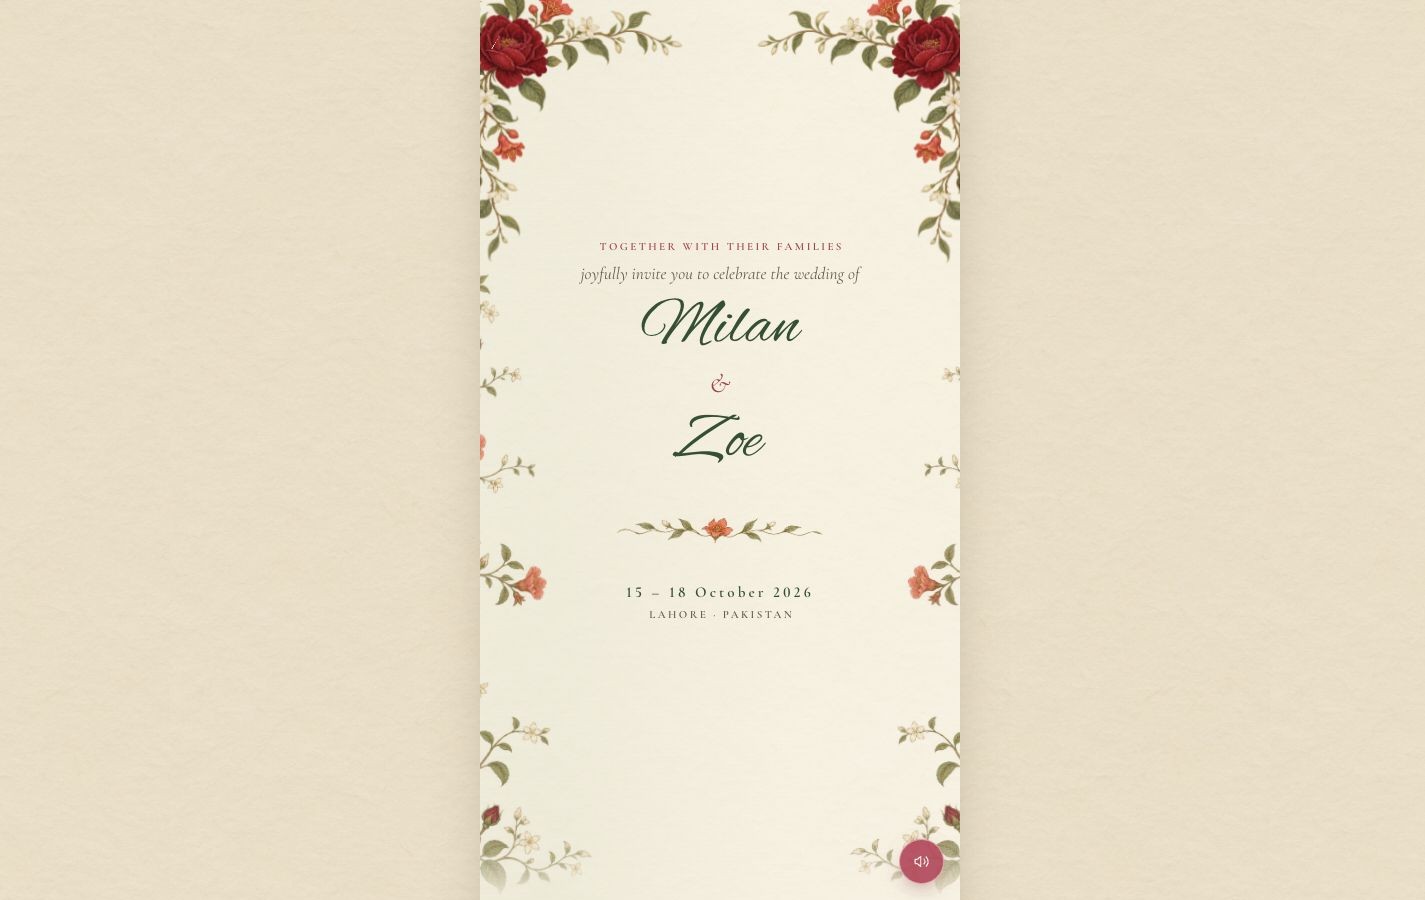 TOGETHER WITH THEIR FAMILIES
joyfully invite you to celebrate the wedding of
Milan
&
Zoe
15 – 18 October 2026
LAHORE · PAKISTAN